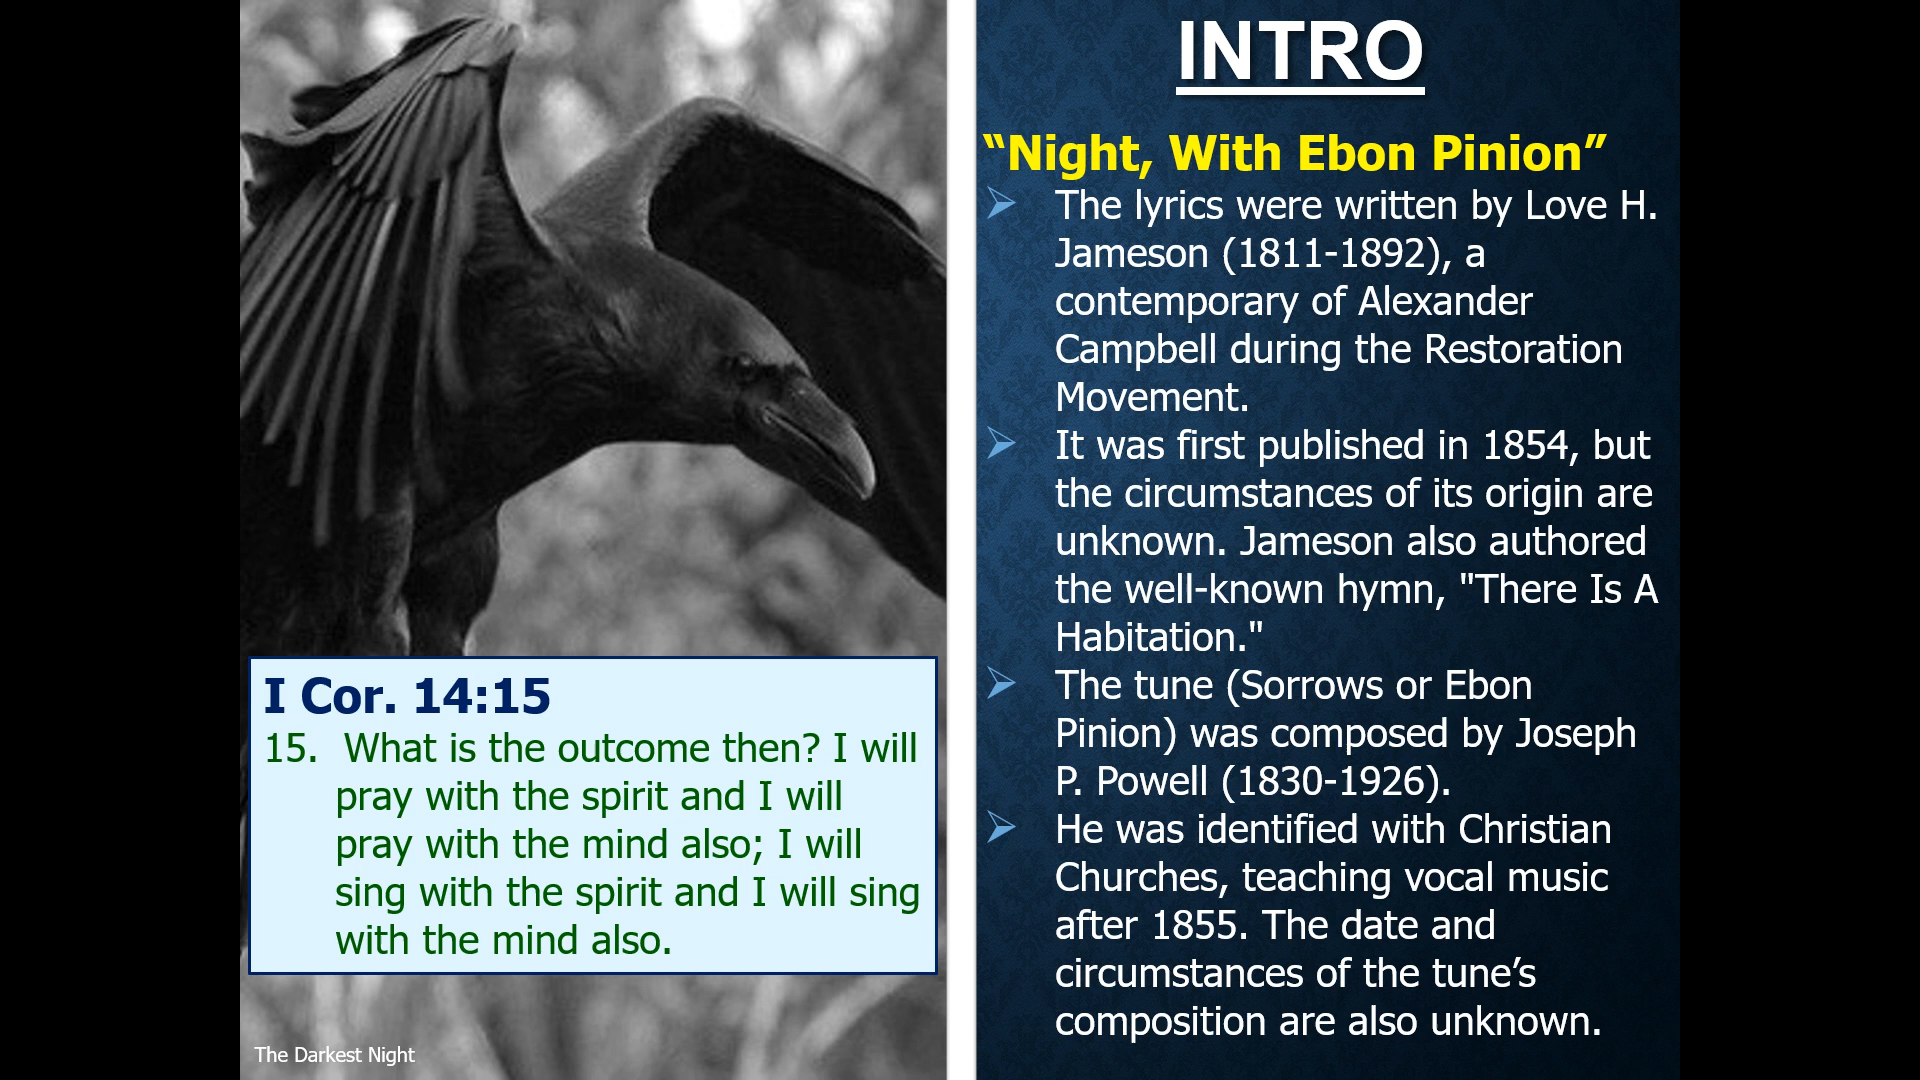 INTRO
“Night, With Ebon Pinion”
The lyrics were written by Love H.
Jameson (1811-1892), a
contemporary of Alexander
Campbell during the Restoration
Movement.
It was first published in 1854, but
the circumstances of its origin are
unknown. Jameson also authored
the well-known hymn, "There Is A
Habitation."
The tune (Sorrows or Ebon
Pinion) was composed by Joseph
P. Powell (1830-1926).
He was identified with Christian
Churches, teaching vocal music
after 1855. The date and
circumstances of the tune’s
composition are also unknown.
I Cor. 14:15
15. What is the outcome then? I will
pray with the spirit and I will
pray with the mind also; I will
sing with the spirit and I will sing
with the mind also.
The Darkest Night